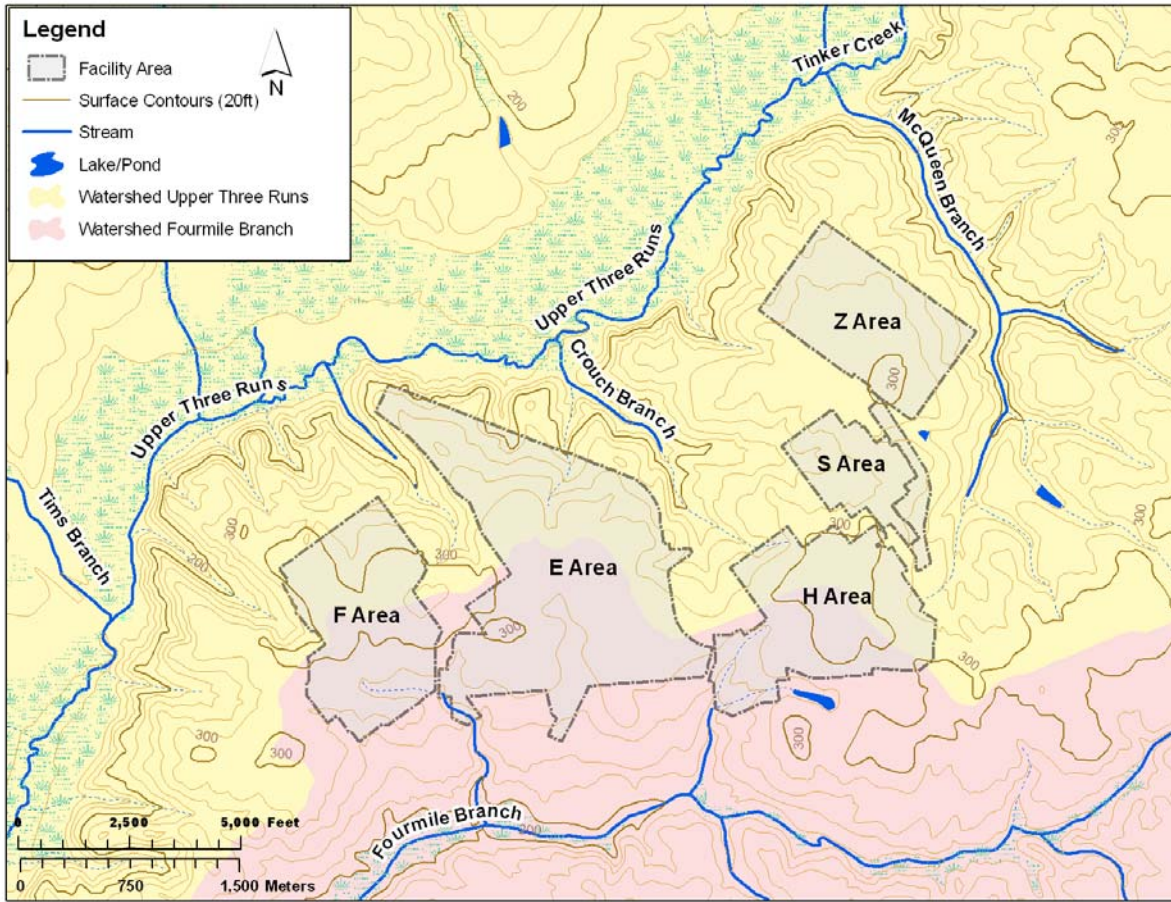 Legend
N
Facility Area
Surface Contours (20ft)
Stream
Lake/Pond
Watershed Upper Three Runs
Watershed Fourmile Branch
200
Tinker Creek
300
McQueen Branch
Upper Three Runs
Z Area
300
Crouch Branch
Upper Three Runs
S Area
Tims Branch
300
200
300
300
E Area
H Area
F Area
300
300
300
300
300
Fourmile Branch
200
0 2,500 5,000 Feet
0 750 1,500 Meters